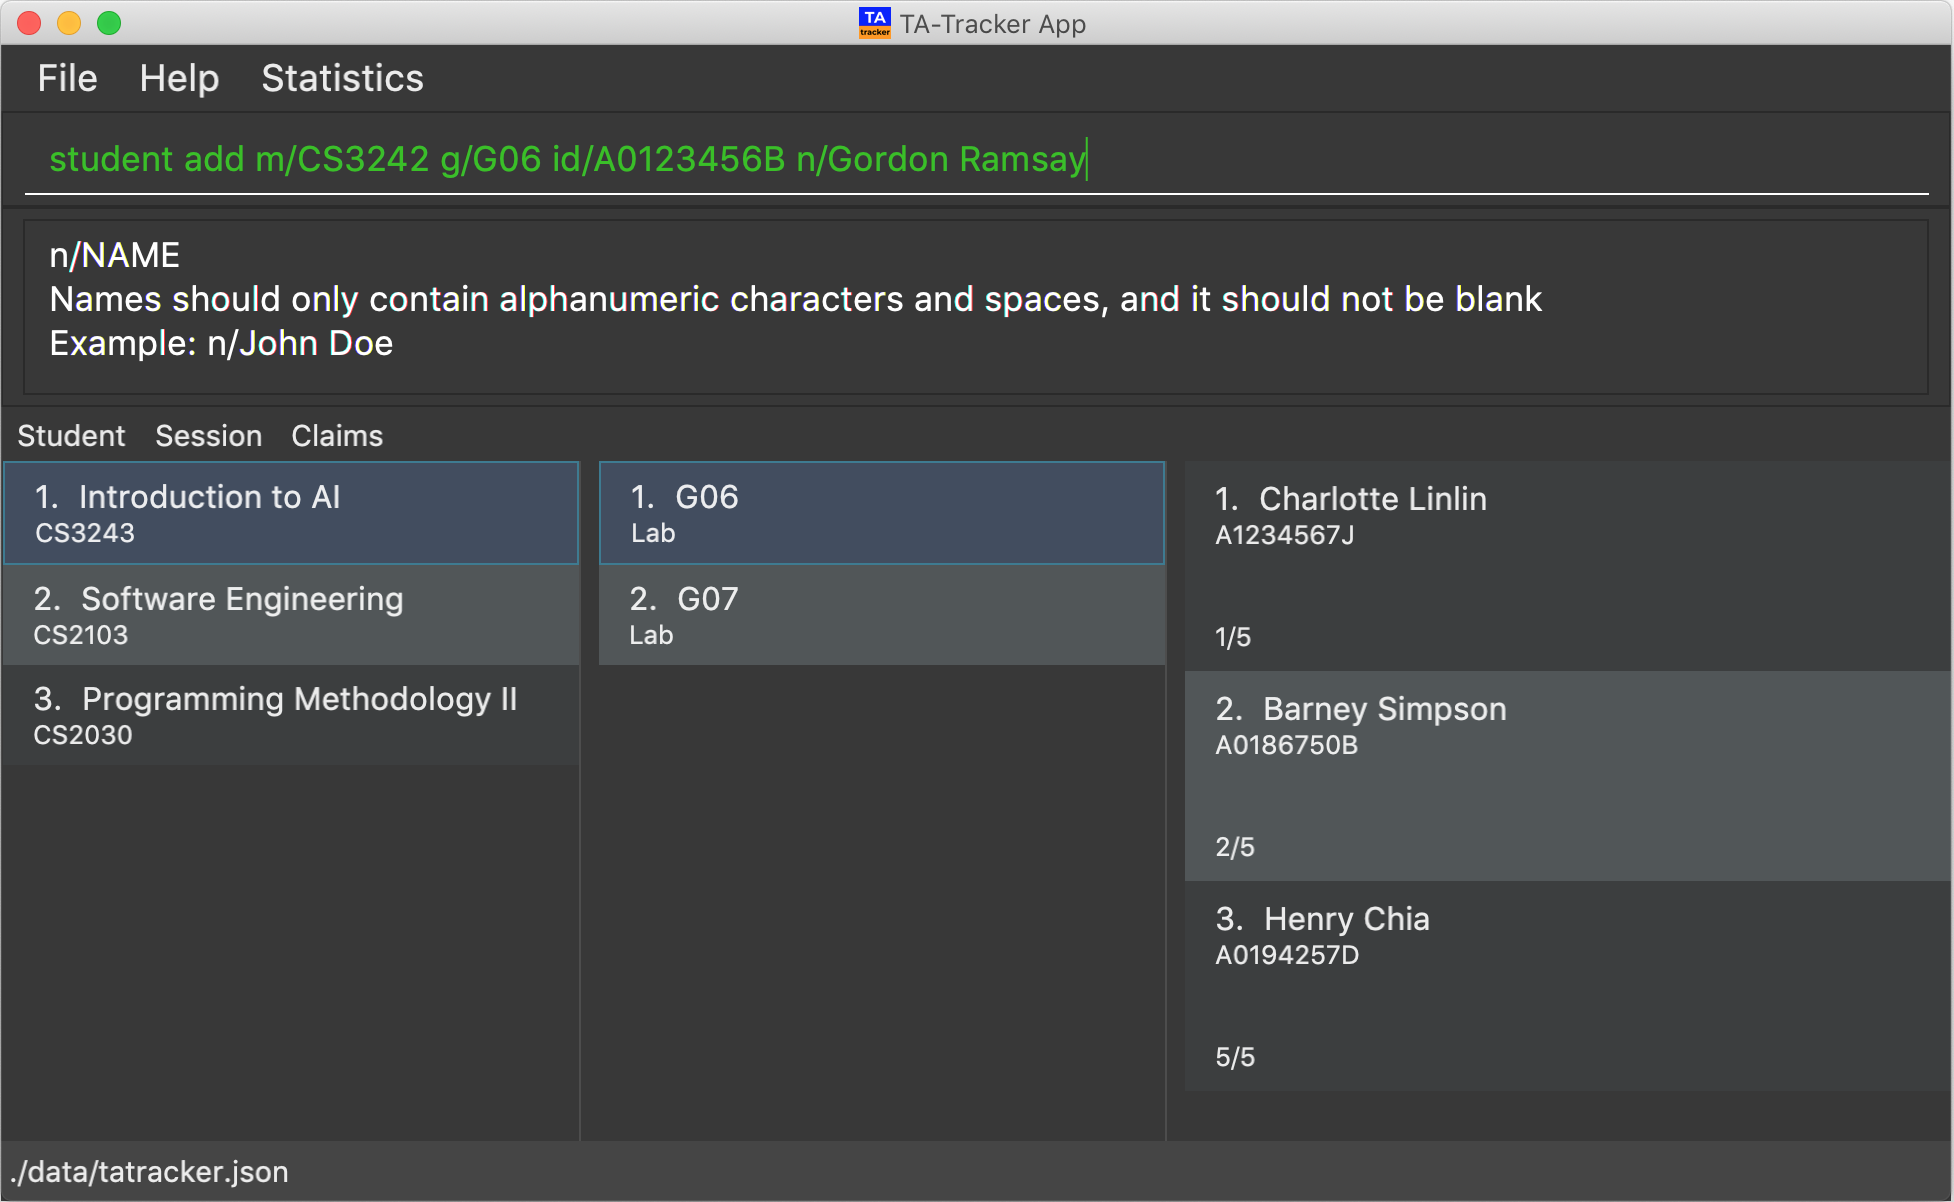 TA
tracker
TA-Tracker App
File Help Statistics
student add m/CS3242 g/G06 id/A0123456B n/Gordon Ramsay
n/NAME
Names should only contain alphanumeric characters and spaces, and it should not be blank
Example: n/John Doe
Student Session Claims
1. Introduction to AI
CS3243
2. Software Engineering
CS2103
3. Programming Methodology II
CS2030
1. G06
Lab
2. G07
Lab
1. Charlotte Linlin
A1234567J
1/5
2. Barney Simpson
A0186750B
2/5
3. Henry Chia
A0194257D
5/5
./data/tatracker.json